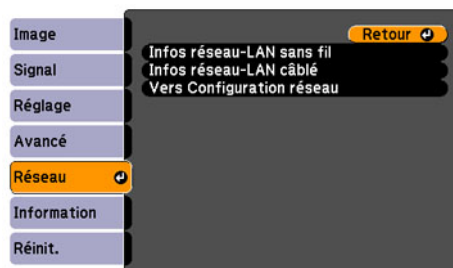 Image
Signal
Réglage
Avancé
Réseau
Information
Réinit.
Retour
Infos réseau-LAN sans fil
Infos réseau-LAN câblé
Vers Configuration réseau